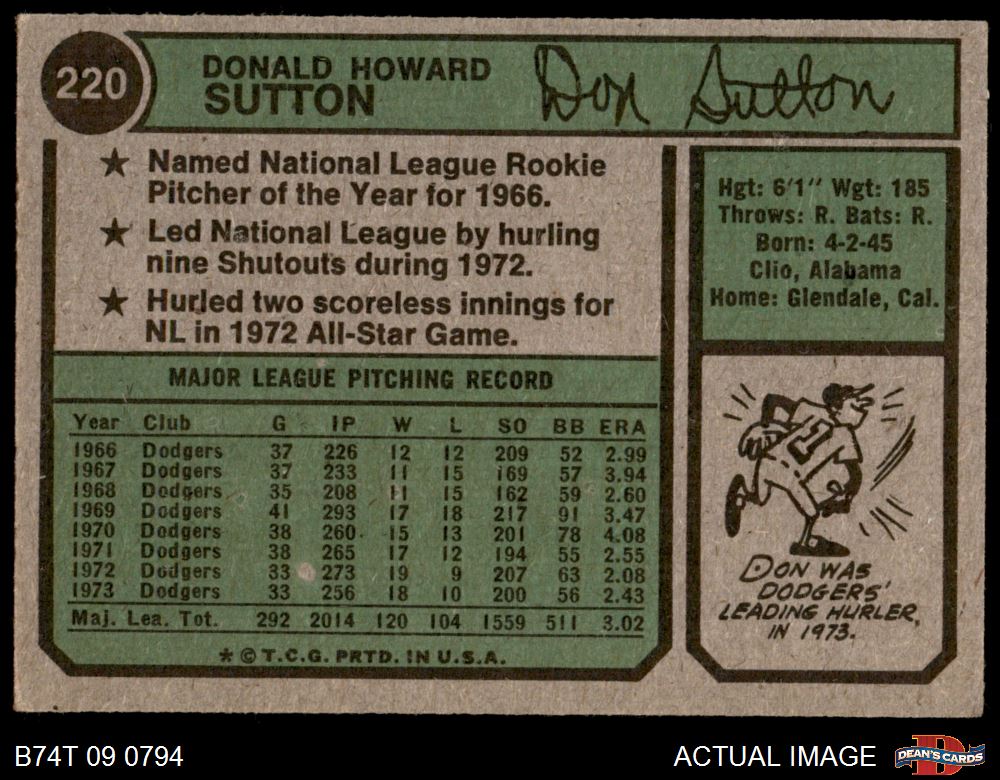 220
DONALD HOWARD
SUTTON
Don Sutton
★ Named National League Rookie
Pitcher of the Year for 1966.
★ Led National League by hurling
nine Shutouts during 1972.
★ Hurled two scoreless innings for
NL in 1972 All-Star Game.
Hgt: 6'1" Wgt: 185
Throws: R. Bats: R.
Born: 4-2-45
Clio, Alabama
Home: Glendale, Cal.
MAJOR LEAGUE PITCHING RECORD
Year Club G IP W L SO BB ERA
1966 Dodgers 37 226 12 12 209 52 2.99
1967 Dodgers 37 233 11 15 169 57 3.94
1968 Dodgers 35 208 11 15 162 59 2.60
1969 Dodgers 41 293 17 18 217 91 3.47
1970 Dodgers 38 260 15 13 201 78 4.08
1971 Dodgers 38 265 17 12 194 55 2.55
1972 Dodgers 33 273 19 9 207 63 2.08
1973 Dodgers 33 256 18 10 200 56 2.43
Maj. Lea. Tot. 292 2014 120 104 1559 511 3.02
* © T.C.G. PRTD. IN U.S.A.
DON WAS
DODGERS'
LEADING HURLER,
IN 1973.
B74T 09 0794
ACTUAL IMAGE
D
DEAN'S CARDS